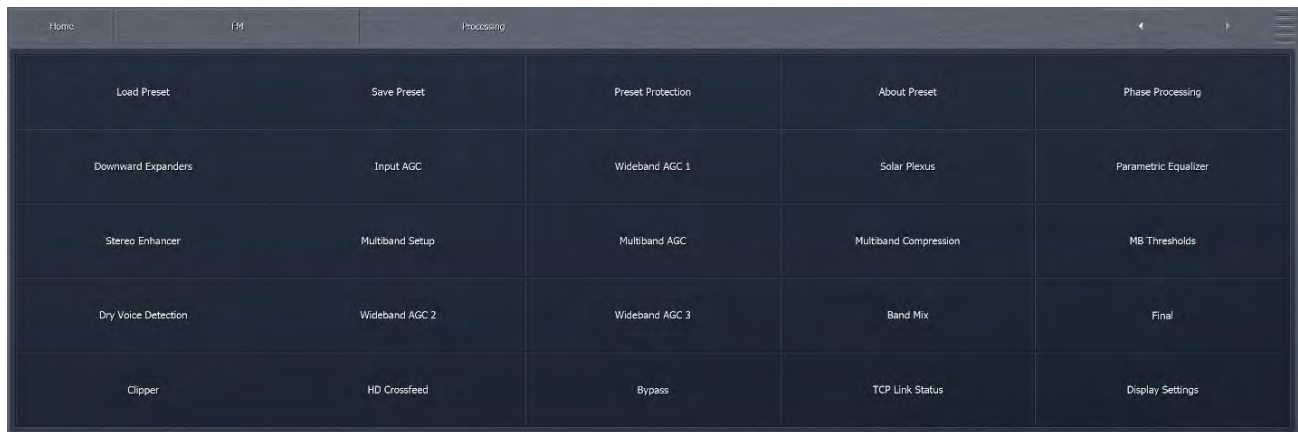 Home FM Processing
Load Preset Save Preset Preset Protection About Preset Phase Processing
Downward Expanders Input AGC Wideband AGC 1 Solar Plexus Parametric Equalizer
Stereo Enhancer Multiband Setup Multiband AGC Multiband Compression MB Thresholds
Dry Voice Detection Wideband AGC 2 Wideband AGC 3 Band Mix Final
Clipper HD Crossfeed Bypass TCP Link Status Display Settings